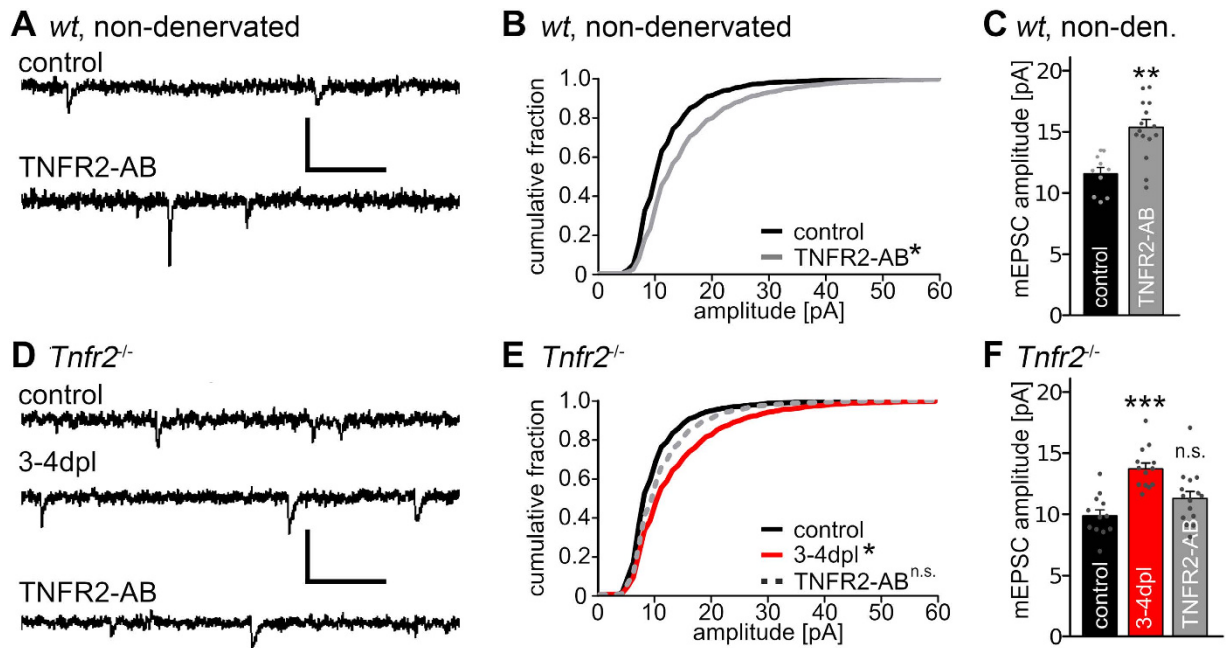 A wt, non-denervated
control
TNFR2-AB
B wt, non-denervated
cumulative fraction
1.0
0.8
0.6
0.4
0.2
0
0 10 20 30 40 50 60
amplitude [pA]
control
TNFR2-AB*
C wt, non-den.
mEPSC amplitude [pA]
20
15
10
5
0
**
control
TNFR2-AB
D Tnfr2-/-
control
3-4dpl
TNFR2-AB
E Tnfr2-/-
cumulative fraction
1.0
0.8
0.6
0.4
0.2
0
0 10 20 30 40 50 60
amplitude [pA]
control
3-4dpl*
TNFR2-AB n.s.
F Tnfr2-/-
mEPSC amplitude [pA]
20
15
10
5
0
***
n.s.
control
3-4dpl
TNFR2-AB